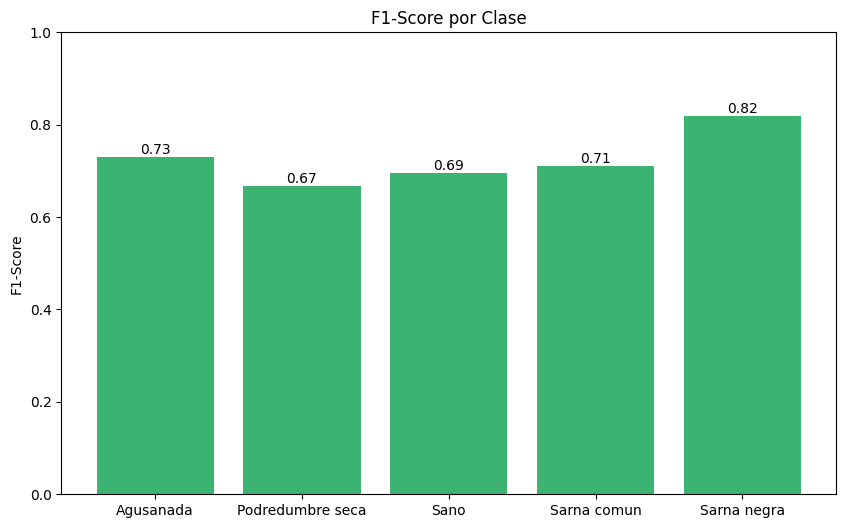 F1-Score por Clase
F1-Score
1.0
0.8
0.6
0.4
0.2
0.0
0.73
0.67
0.69
0.71
0.82
Agusanada
Podredumbre seca
Sano
Sarna comun
Sarna negra